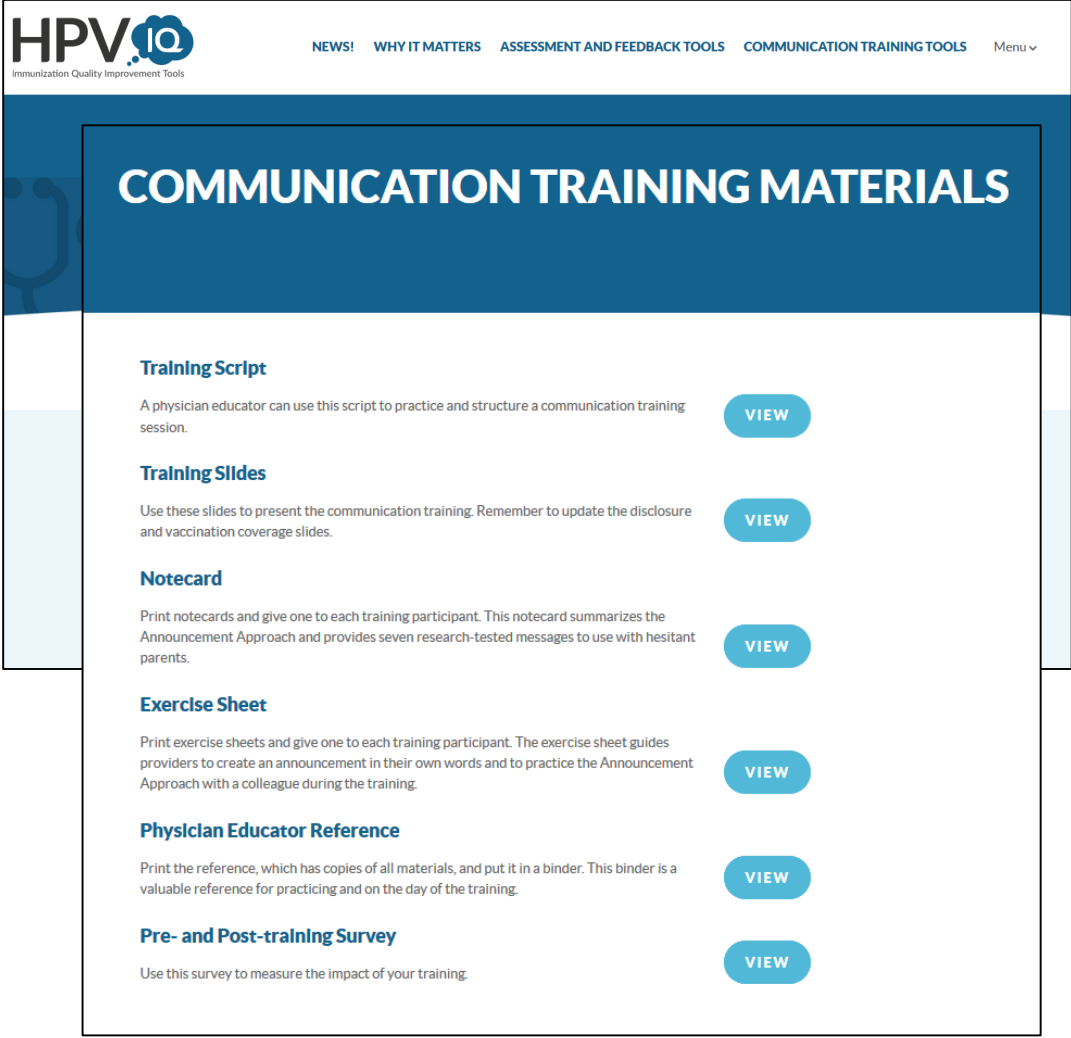 HPV IQ
Immunization Quality Improvement Tools
NEWS! WHY IT MATTERS ASSESSMENT AND FEEDBACK TOOLS COMMUNICATION TRAINING TOOLS Menu
COMMUNICATION TRAINING MATERIALS
Training Script
A physician educator can use this script to practice and structure a communication training
session.
VIEW
Training Slides
Use these slides to present the communication training. Remember to update the disclosure
and vaccination coverage slides.
VIEW
Notecard
Print notecards and give one to each training participant. This notecard summarizes the
Announcement Approach and provides seven research-tested messages to use with hesitant
parents.
VIEW
Exercise Sheet
Print exercise sheets and give one to each training participant. The exercise sheet guides
providers to create an announcement in their own words and to practice the Announcement
Approach with a colleague during the training.
VIEW
Physician Educator Reference
Print the reference, which has copies of all materials, and put it in a binder. This binder is a
valuable reference for practicing and on the day of the training.
VIEW
Pre- and Post-training Survey
Use this survey to measure the impact of your training.
VIEW